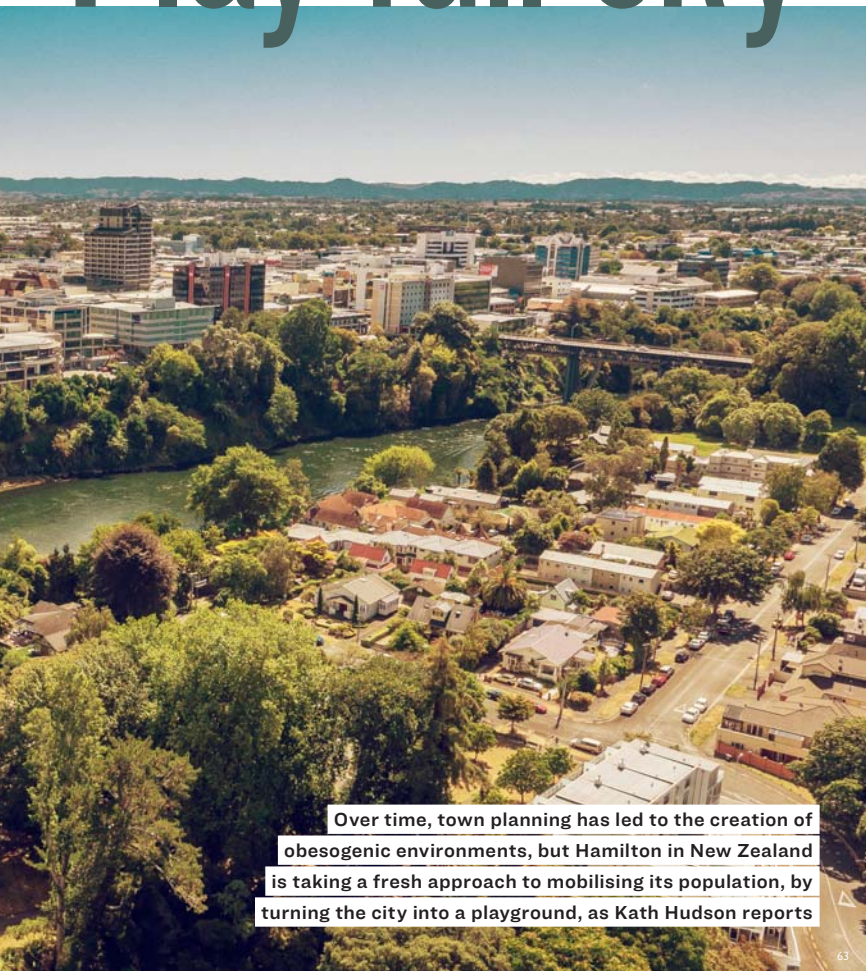 Over time, town planning has led to the creation of
obesogenic environments, but Hamilton in New Zealand
is taking a fresh approach to mobilising its population, by
turning the city into a playground, as Kath Hudson reports
63